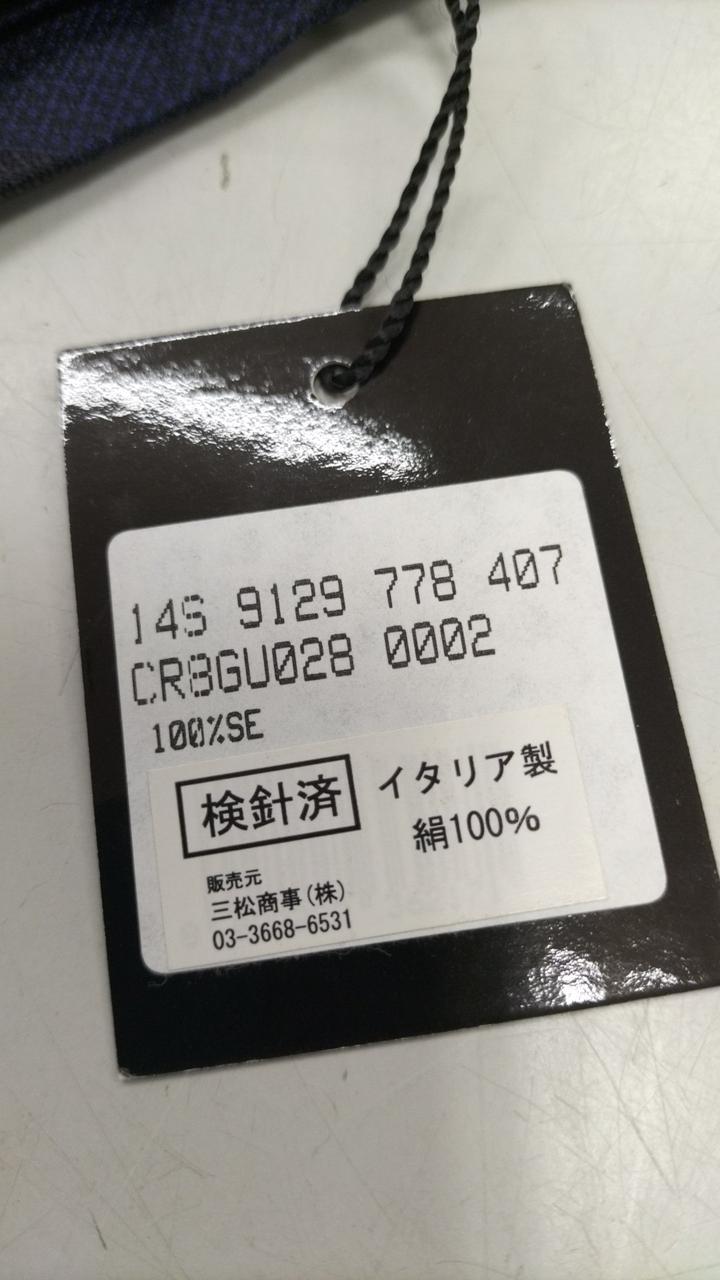 14S 9129 778 407
CRBGU028 0002
100%SE
検針済
イタリア製
絹100%
販売元
三松商事(株)
03-3668-6531